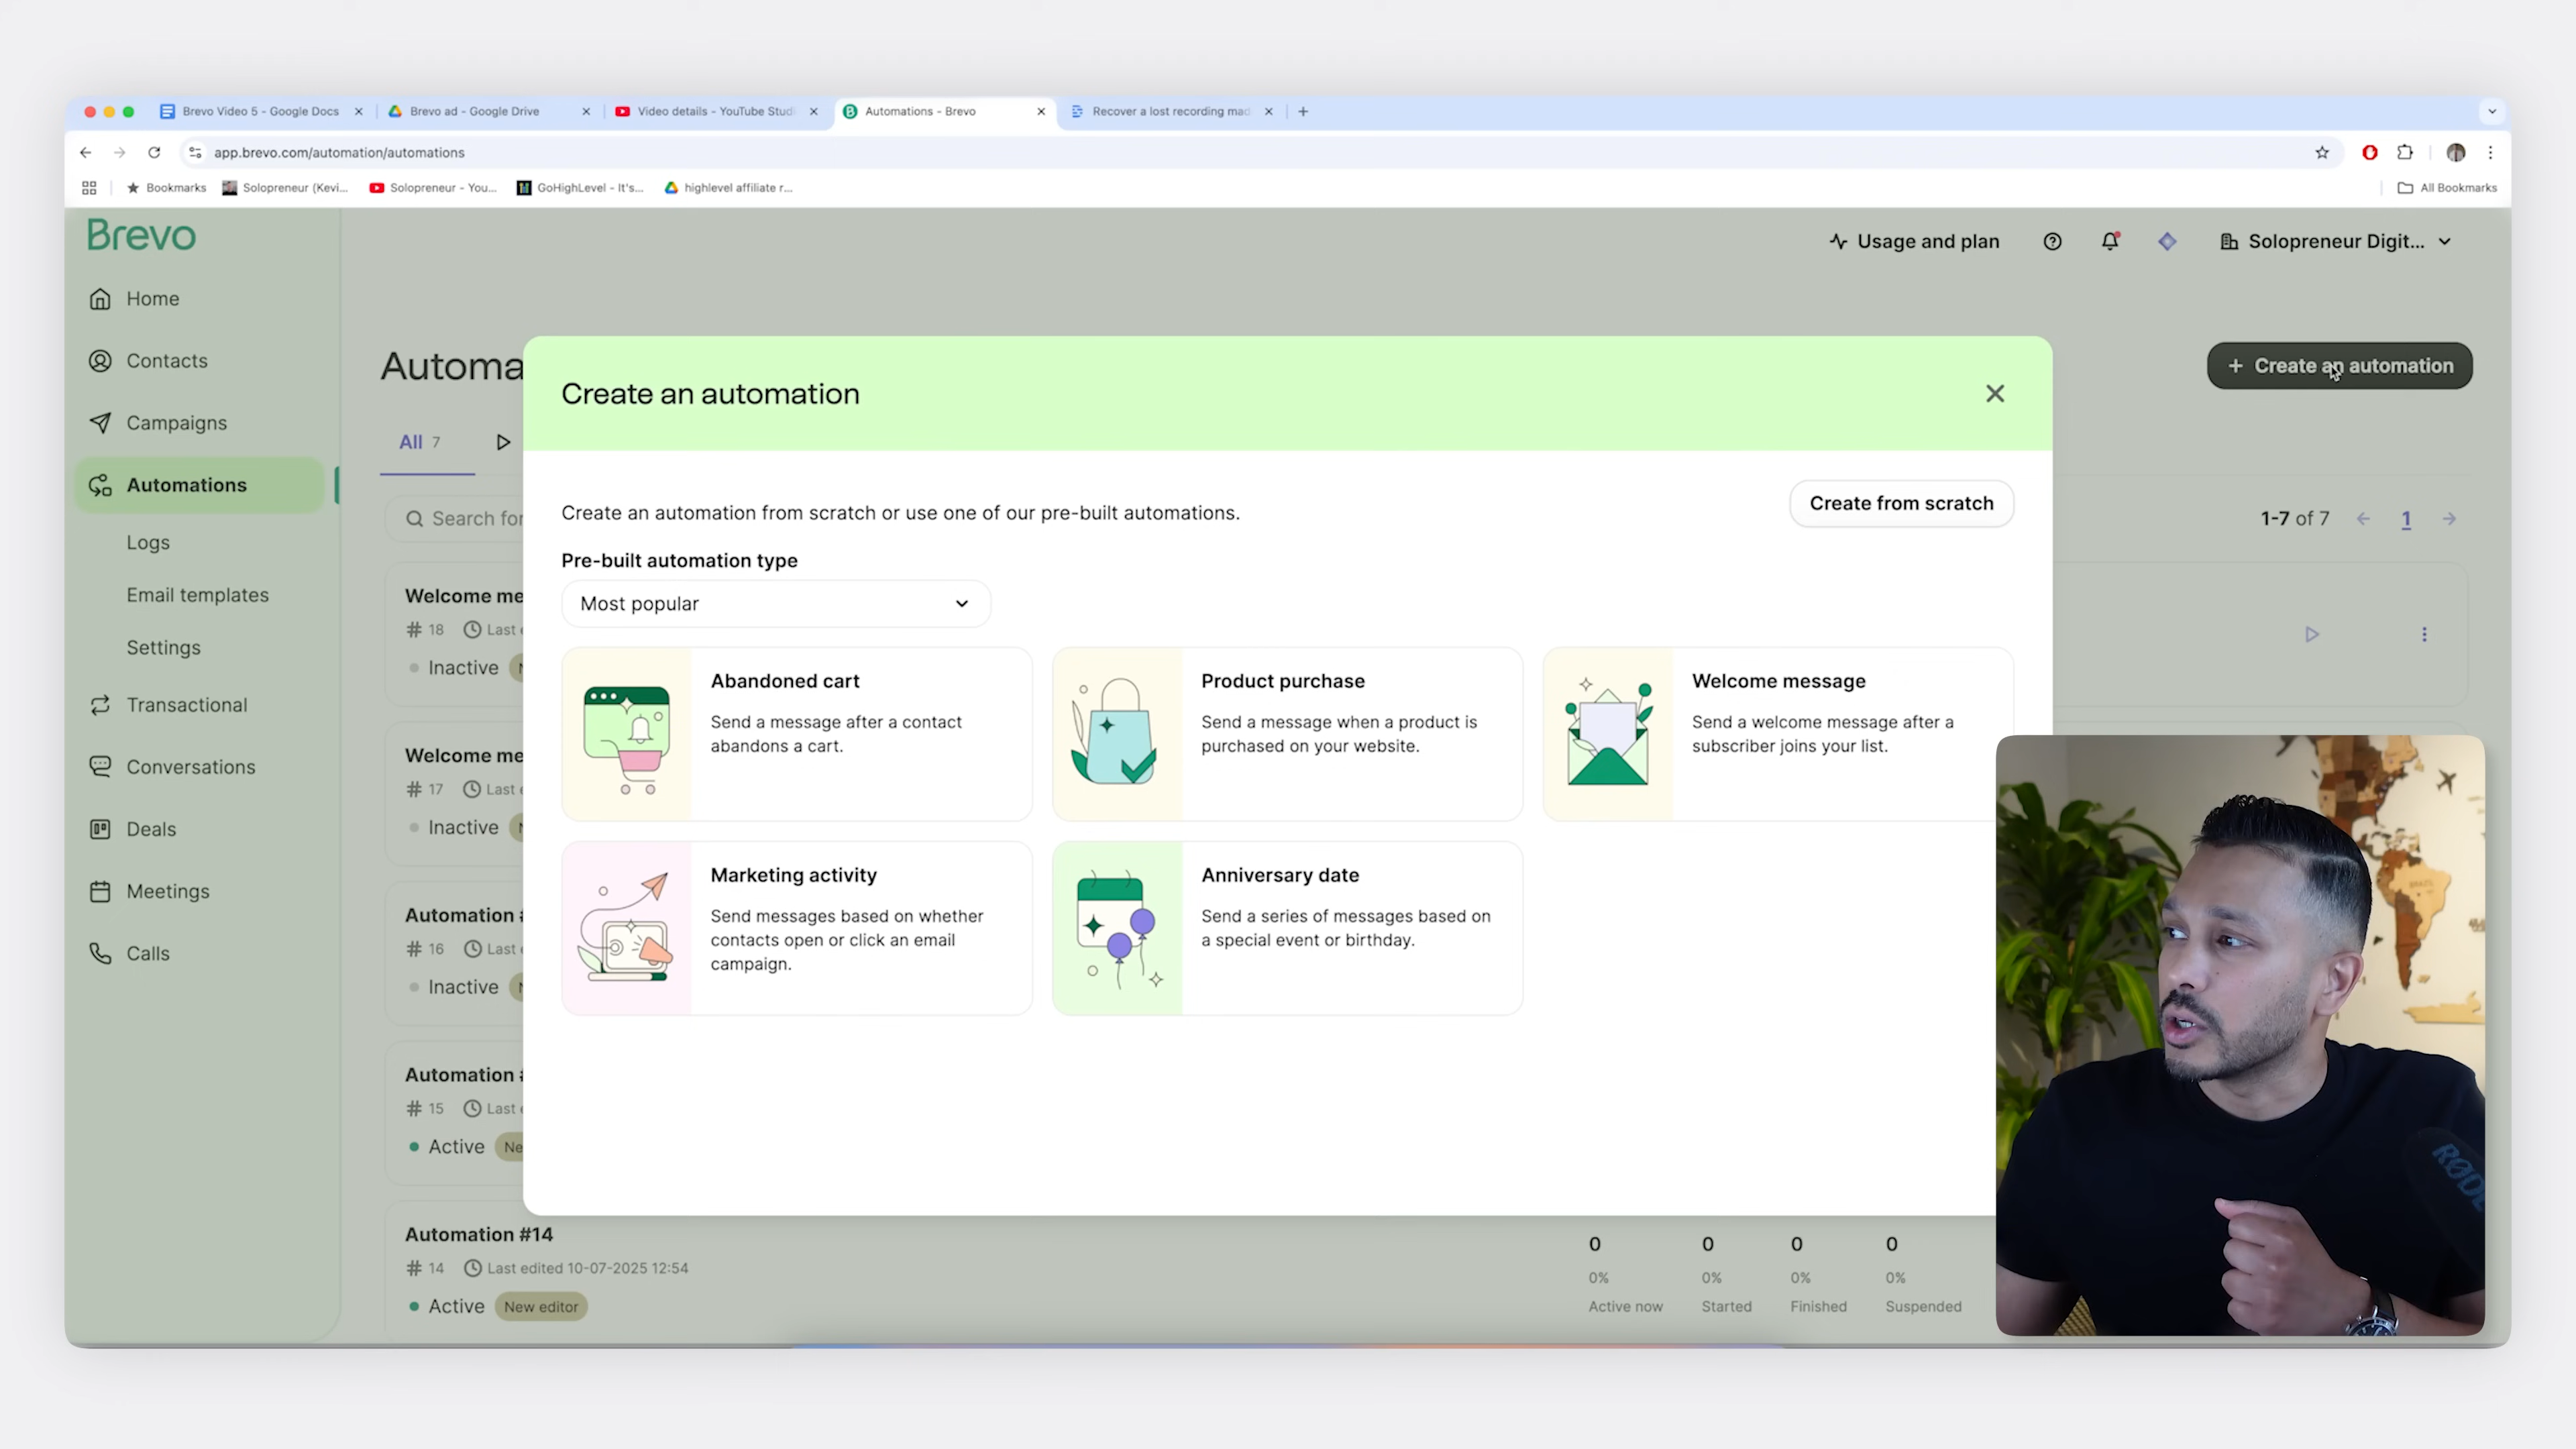 Brevo Video 5 - Google Docs
Brevo ad - Google Drive
Video details - YouTube Studi
Automations - Brevo
Recover a lost recording mad
app.brevo.com/automation/automations
Bookmarks
Solopreneur (Kevi...
Solopreneur - You...
GoHighLevel - It's...
highlevel affiliate r...
All Bookmarks
Brevo
Usage and plan
Solopreneur Digit...
Home
Contacts
Campaigns
Automations
Logs
Email templates
Settings
Transactional
Conversations
Deals
Meetings
Calls
Automa
+ Create an automation
All 7
Search for
1-7 of 7
1
Welcome me
# 18 Last e
Inactive
Welcome me
# 17 Last e
Inactive
Automation
# 16 Last e
Inactive
Automation
# 15 Last e
Active Ne
Automation #14
# 14 Last edited 10-07-2025 12:54
Active New editor
0 0 0 0
0% 0% 0% 0%
Active now Started Finished Suspended
Create an automation
Create an automation from scratch or use one of our pre-built automations.
Create from scratch
Pre-built automation type
Most popular
Abandoned cart
Send a message after a contact
abandons a cart.
Product purchase
Send a message when a product is
purchased on your website.
Welcome message
Send a welcome message after a
subscriber joins your list.
Marketing activity
Send messages based on whether
contacts open or click an email
campaign.
Anniversary date
Send a series of messages based on
a special event or birthday.
BRAZIL
RØDE